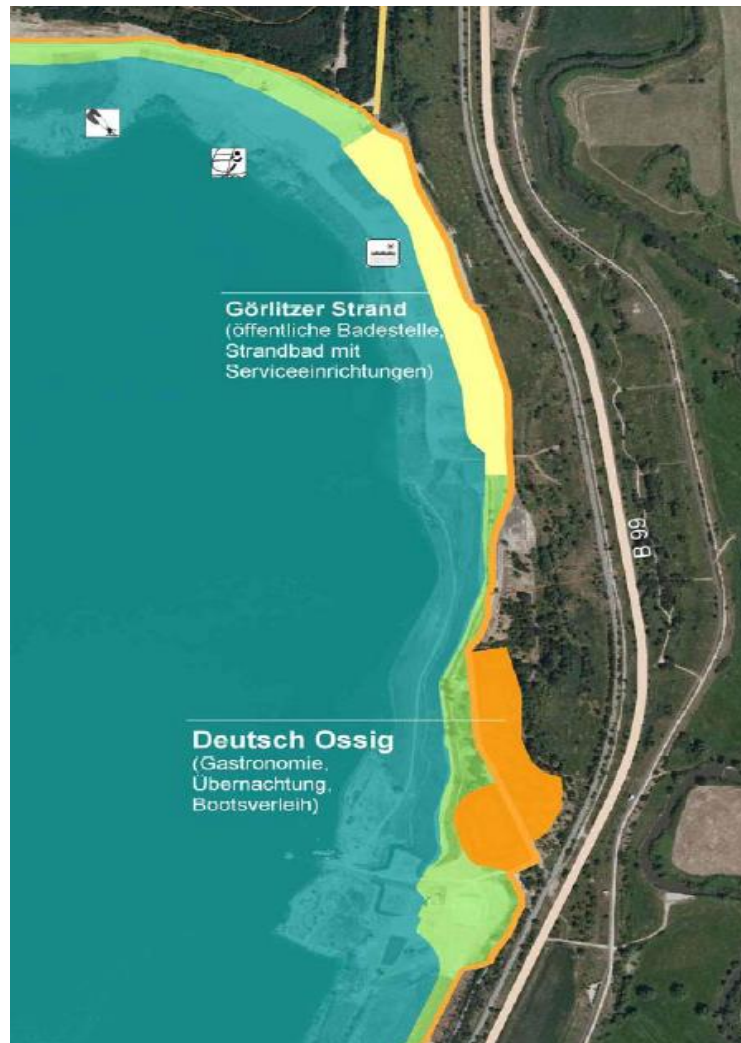 Görlitzer Strand
(öffentliche Badestelle,
Strandbad mit
Serviceeinrichtungen)
B 99
Deutsch Ossig
(Gastronomie,
Übernachtung,
Bootsverleih)